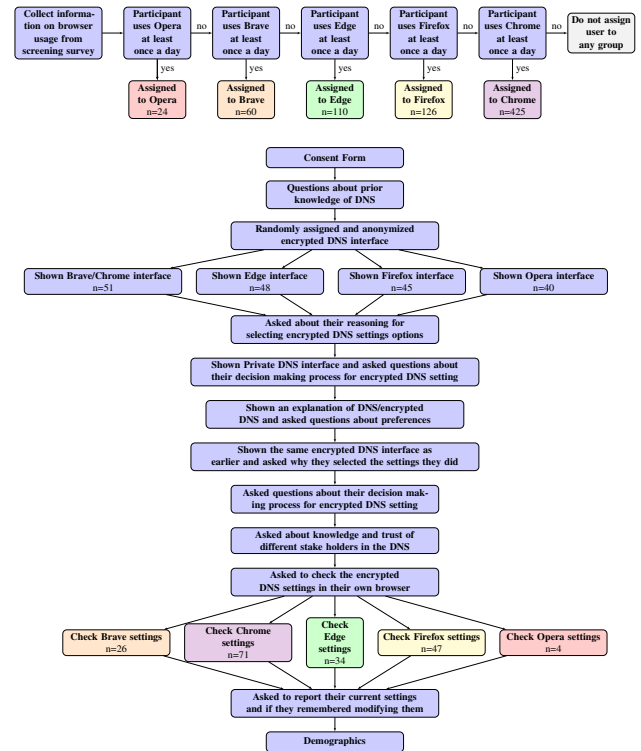 Collect information
on browser
usage from
screening survey
Participant
uses Opera
at least
once a day
no
Participant
uses Brave
at least
once a day
no
Participant
uses Edge
at least
once a day
no
Participant
uses Firefox
at least
once a day
no
Participant
uses Chrome
at least
once a day
no
Do not assign
user to
any group
yes
yes
yes
yes
yes
Assigned
to Opera
n=24
Assigned
to Brave
n=60
Assigned
to Edge
n=110
Assigned
to Firefox
n=126
Assigned
to Chrome
n=425
Consent Form
Questions about prior
knowledge of DNS
Randomly assigned and anonymized
encrypted DNS interface
Shown Brave/Chrome interface
n=51
Shown Edge interface
n=48
Shown Firefox interface
n=45
Shown Opera interface
n=40
Asked about their reasoning for
selecting encrypted DNS settings options
Shown Private DNS interface and asked questions about
their decision making process for encrypted DNS setting
Shown an explanation of DNS/encrypted
DNS and asked questions about preferences
Shown the same encrypted DNS interface as
earlier and asked why they selected the settings they did
Asked questions about their decision mak-
ing process for encrypted DNS setting
Asked about knowledge and trust of
different stake holders in the DNS
Asked to check the encrypted
DNS settings in their own browser
Check Brave settings
n=26
Check Chrome
settings
n=71
Check
Edge
settings
n=34
Check Firefox settings
n=47
Check Opera settings
n=4
Asked to report their current settings
and if they remembered modifying them
Demographics